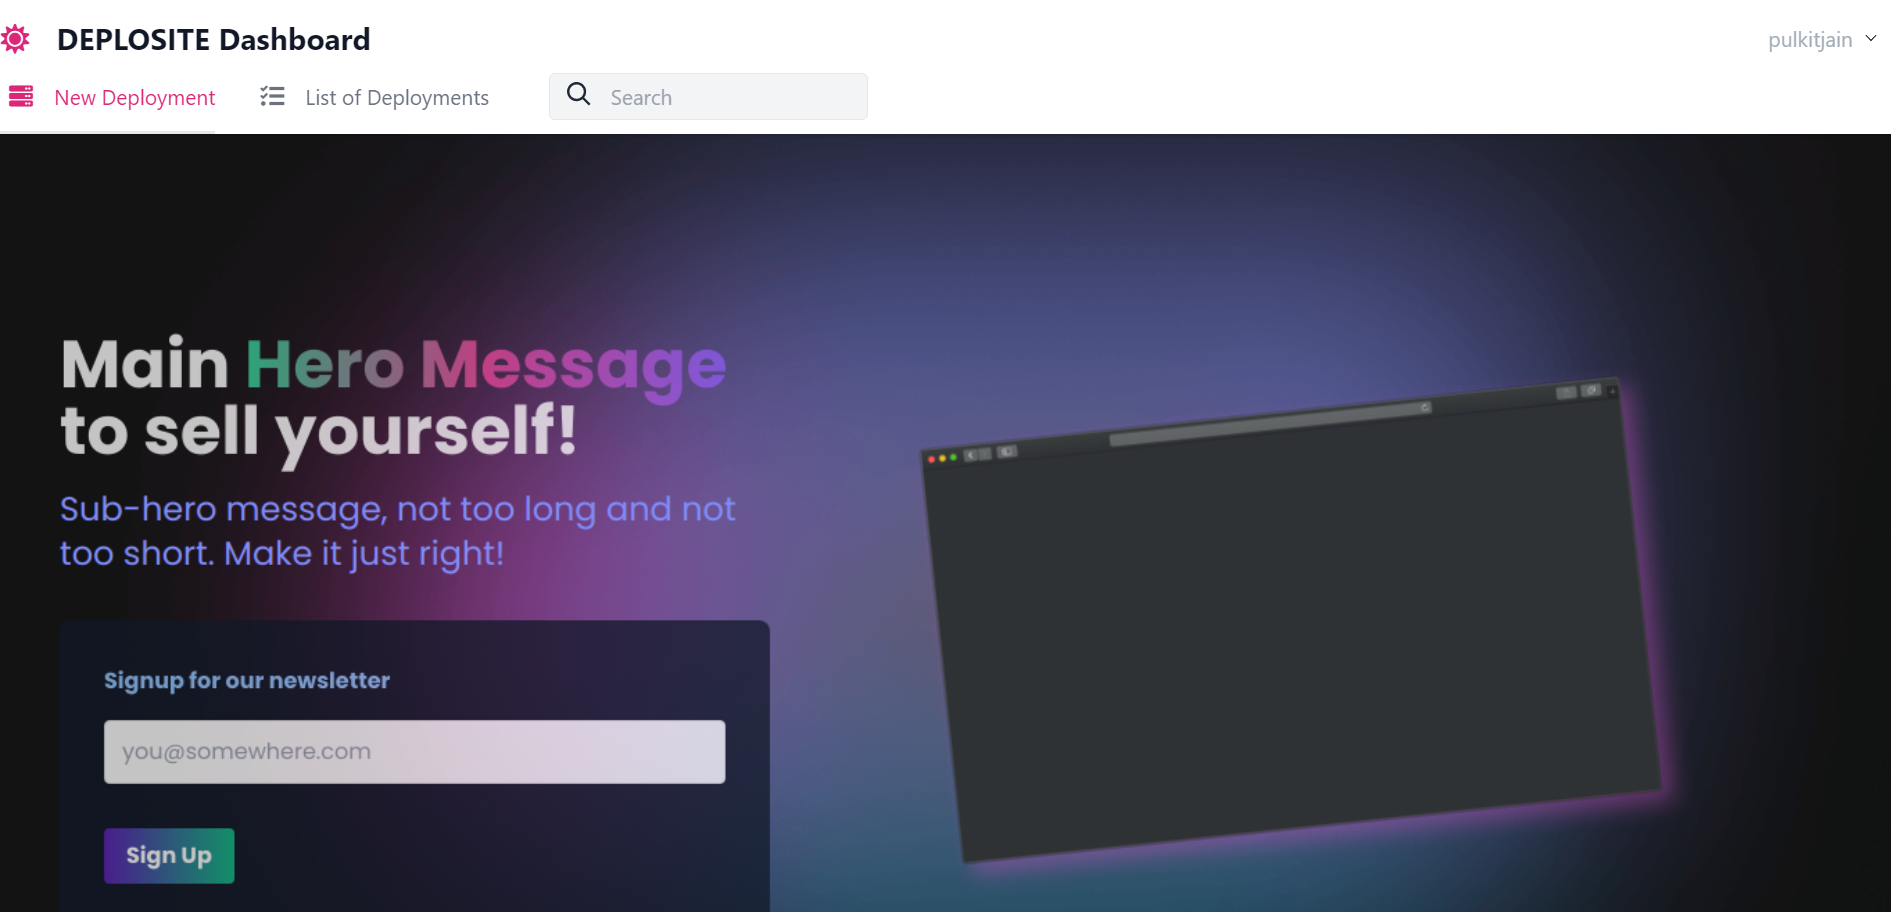 DEPLOSITE Dashboard
pulkitjain
New Deployment
List of Deployments
Search
Main Hero Message
to sell yourself!
Sub-hero message, not too long and not
too short. Make it just right!
Signup for our newsletter
you@somewhere.com
Sign Up